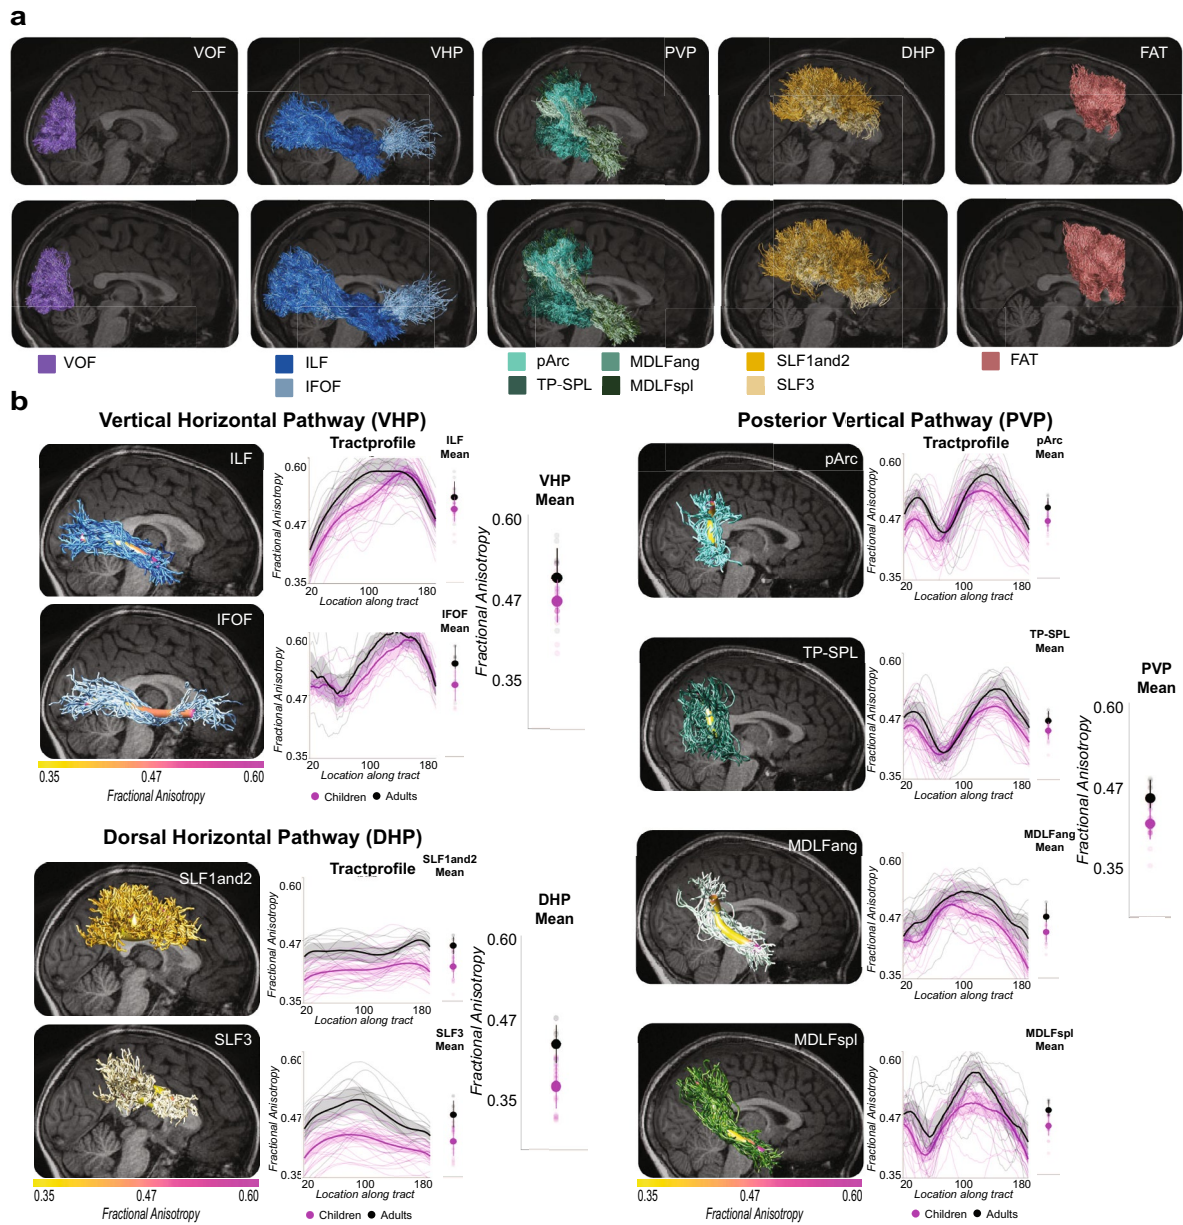 a
VOF
VHP
PVP
DHP
FAT
VOF
ILF
IFOF
pArc
MDLFang
TP-SPL
MDLFspl
SLF1and2
SLF3
FAT
b
Vertical Horizontal Pathway (VHP)
ILF
Tractprofile
ILF
Mean
Fractional Anisotropy
0.60
0.47
0.35
20
100
180
Location along tract
IFOF
IFOF
Mean
Fractional Anisotropy
0.60
0.47
0.35
20
100
180
Location along tract
VHP
Mean
Fractional Anisotropy
0.60
0.47
0.35
0.35
0.47
0.60
Fractional Anisotropy
Children
Adults
Dorsal Horizontal Pathway (DHP)
SLF1and2
Tractprofile
SLF1and2
Mean
Fractional Anisotropy
0.60
0.47
0.35
20
100
180
Location along tract
SLF3
SLF3
Mean
Fractional Anisotropy
0.60
0.47
0.35
20
100
180
Location along tract
DHP
Mean
Fractional Anisotropy
0.60
0.47
0.35
0.35
0.47
0.60
Fractional Anisotropy
Children
Adults
Posterior Vertical Pathway (PVP)
pArc
Tractprofile
pArc
Mean
Fractional Anisotropy
0.60
0.47
0.35
20
100
180
Location along tract
TP-SPL
TP-SPL
Mean
Fractional Anisotropy
0.60
0.47
0.35
20
100
180
Location along tract
MDLFang
MDLFang
Mean
Fractional Anisotropy
0.60
0.47
0.35
20
100
180
Location along tract
MDLFspl
MDLFspl
Mean
Fractional Anisotropy
0.60
0.47
0.35
20
100
180
Location along tract
PVP
Mean
Fractional Anisotropy
0.60
0.47
0.35
0.35
0.47
0.60
Fractional Anisotropy
Children
Adults